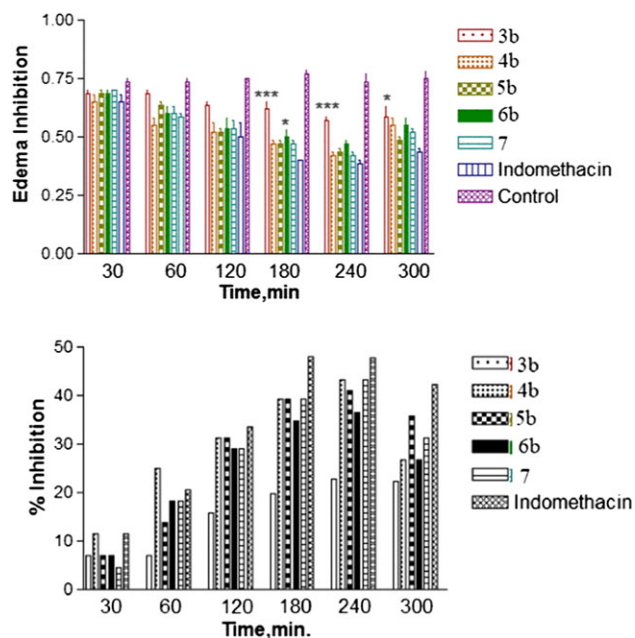 1.00
0.75
0.50
0.25
0.00
Edema Inhibition
***
*
***
*
30 60 120 180 240 300
Time,min
3b
4b
5b
6b
7
Indomethacin
Control
50
40
30
20
10
0
% Inhibition
30 60 120 180 240 300
Time,min.
3b
4b
5b
6b
7
Indomethacin